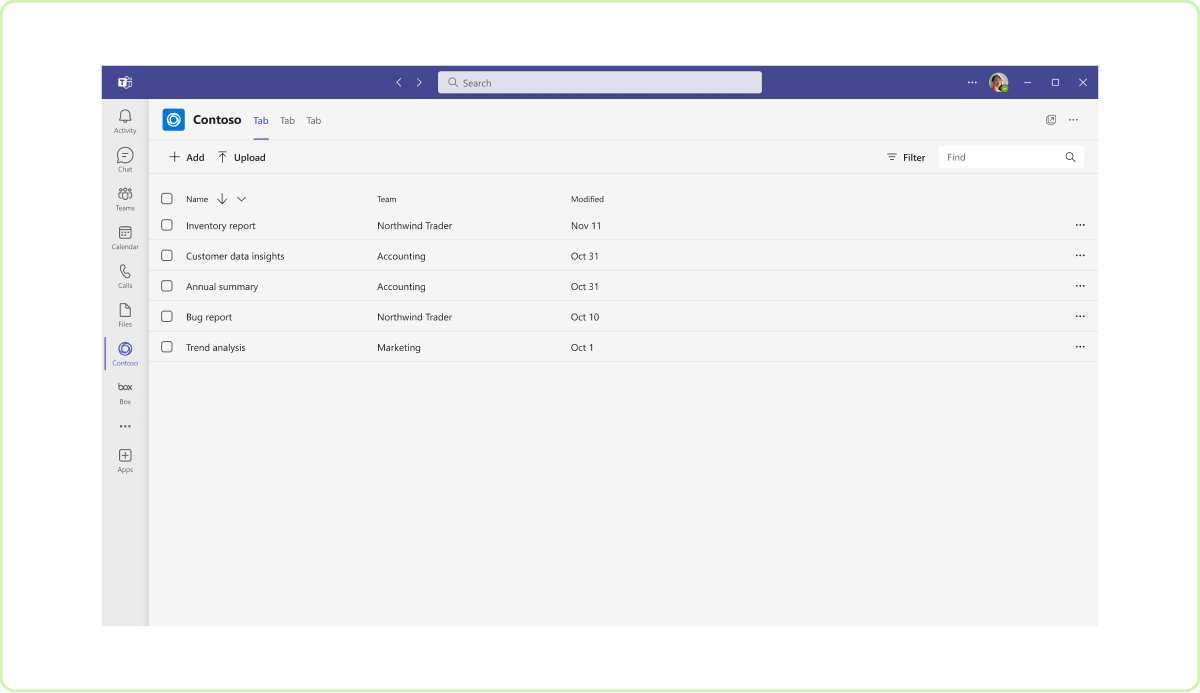 Search
Activity
Chat
Teams
Calendar
Calls
Files
Contoso
box
Box
Apps
Contoso Tab Tab Tab
Add Upload Filter Find
Name Team Modified
Inventory report Northwind Trader Nov 11
Customer data insights Accounting Oct 31
Annual summary Accounting Oct 31
Bug report Northwind Trader Oct 10
Trend analysis Marketing Oct 1